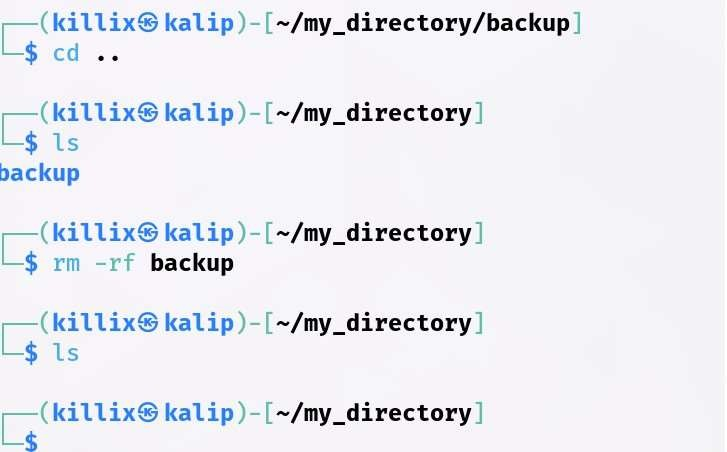 ┌──(killix㉿kalip)-[~/my_directory/backup]
└─$ cd ..
┌──(killix㉿kalip)-[~/my_directory]
└─$ ls
backup
┌──(killix㉿kalip)-[~/my_directory]
└─$ rm -rf backup
┌──(killix㉿kalip)-[~/my_directory]
└─$ ls
┌──(killix㉿kalip)-[~/my_directory]
└─$